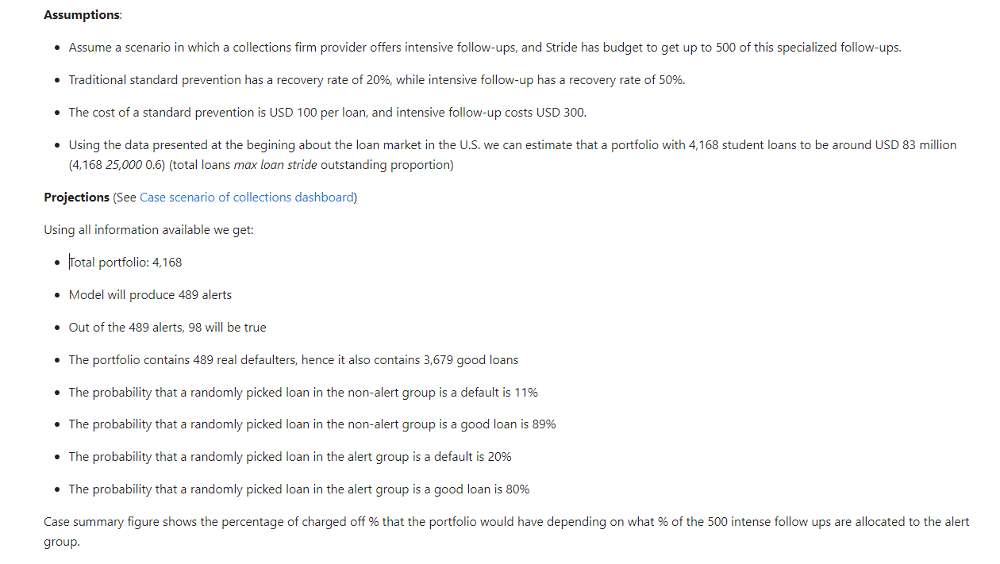 Assumptions:
• Assume a scenario in which a collections firm provider offers intensive follow-ups, and Stride has budget to get up to 500 of this specialized follow-ups.
• Traditional standard prevention has a recovery rate of 20%, while intensive follow-up has a recovery rate of 50%.
• The cost of a standard prevention is USD 100 per loan, and intensive follow-up costs USD 300.
• Using the data presented at the begining about the loan market in the U.S. we can estimate that a portfolio with 4,168 student loans to be around USD 83 million
(4,168 25,000 0.6) (total loans max loan stride outstanding proportion)
Projections (See Case scenario of collections dashboard)
Using all information available we get:
• Total portfolio: 4,168
• Model will produce 489 alerts
• Out of the 489 alerts, 98 will be true
• The portfolio contains 489 real defaulters, hence it also contains 3,679 good loans
• The probability that a randomly picked loan in the non-alert group is a default is 11%
• The probability that a randomly picked loan in the non-alert group is a good loan is 89%
• The probability that a randomly picked loan in the alert group is a default is 20%
• The probability that a randomly picked loan in the alert group is a good loan is 80%
Case summary figure shows the percentage of charged off % that the portfolio would have depending on what % of the 500 intense follow ups are allocated to the alert
group.